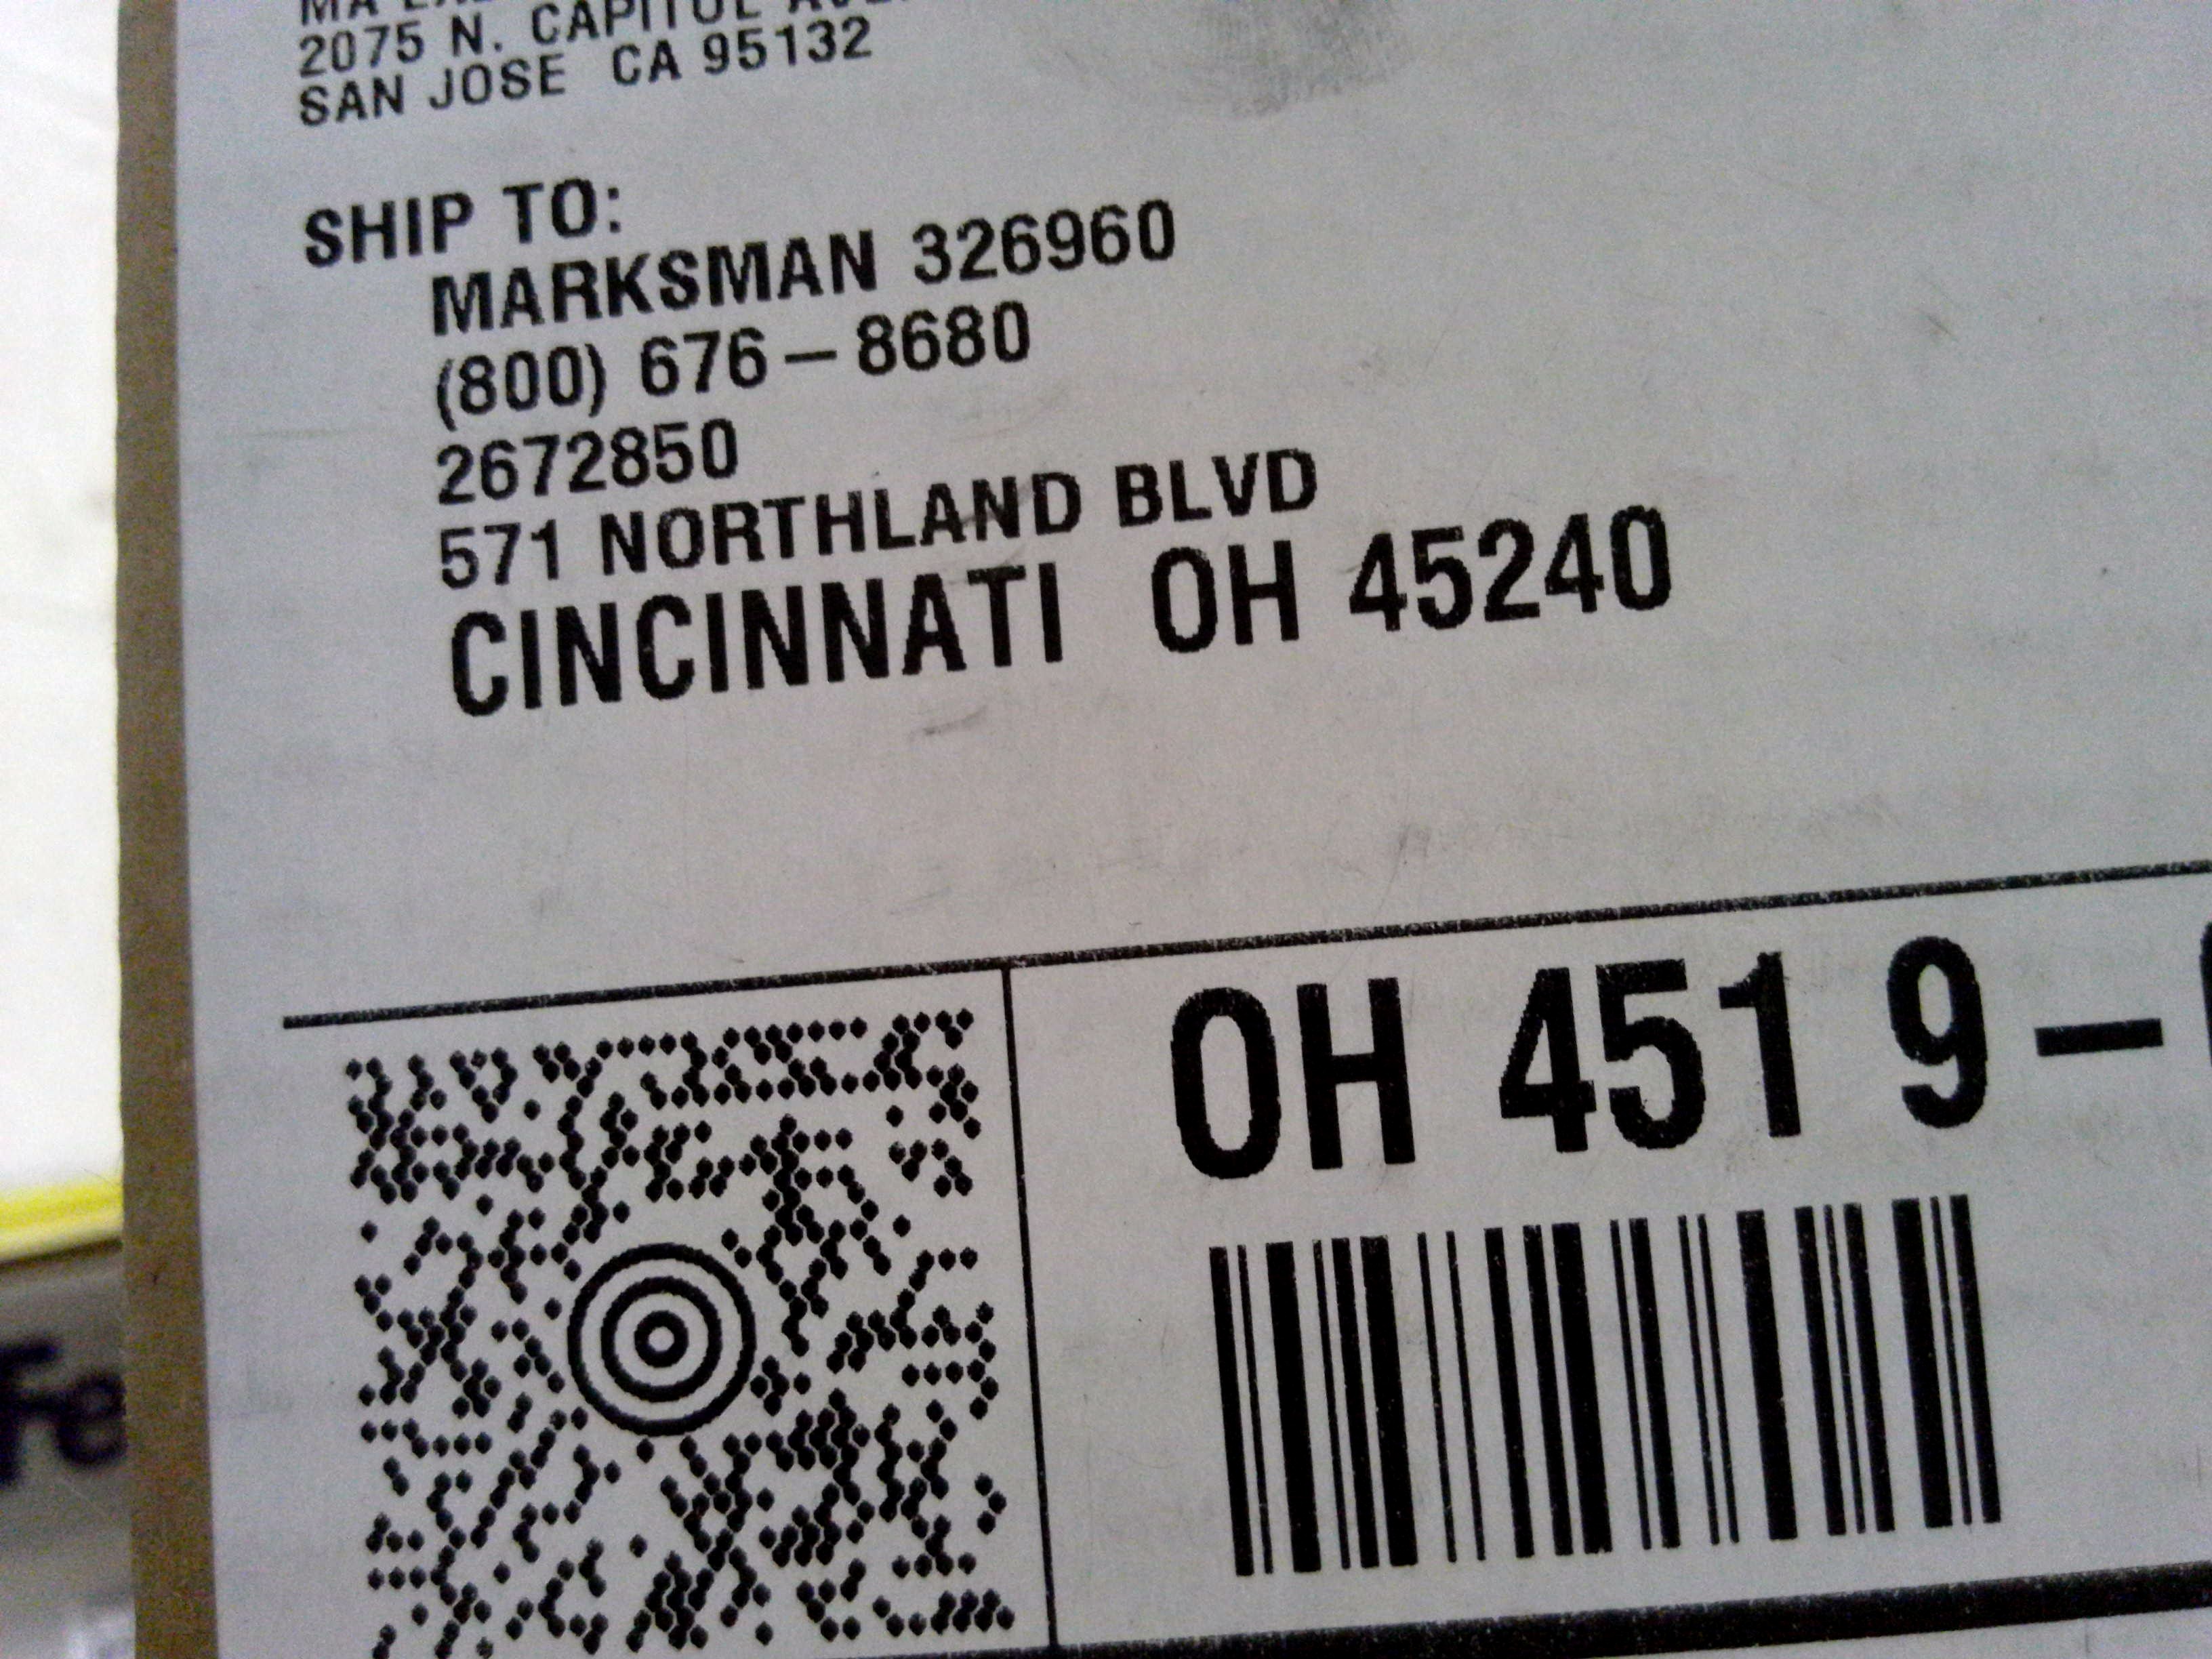 2075 N. CAPITOL
SAN JOSE CA 95132
SHIP TO:
MARKSMAN 326960
(800) 676-8680
2672850
571 NORTHLAND BLVD
CINCINNATI OH 45240
OH 451 9-
Fe